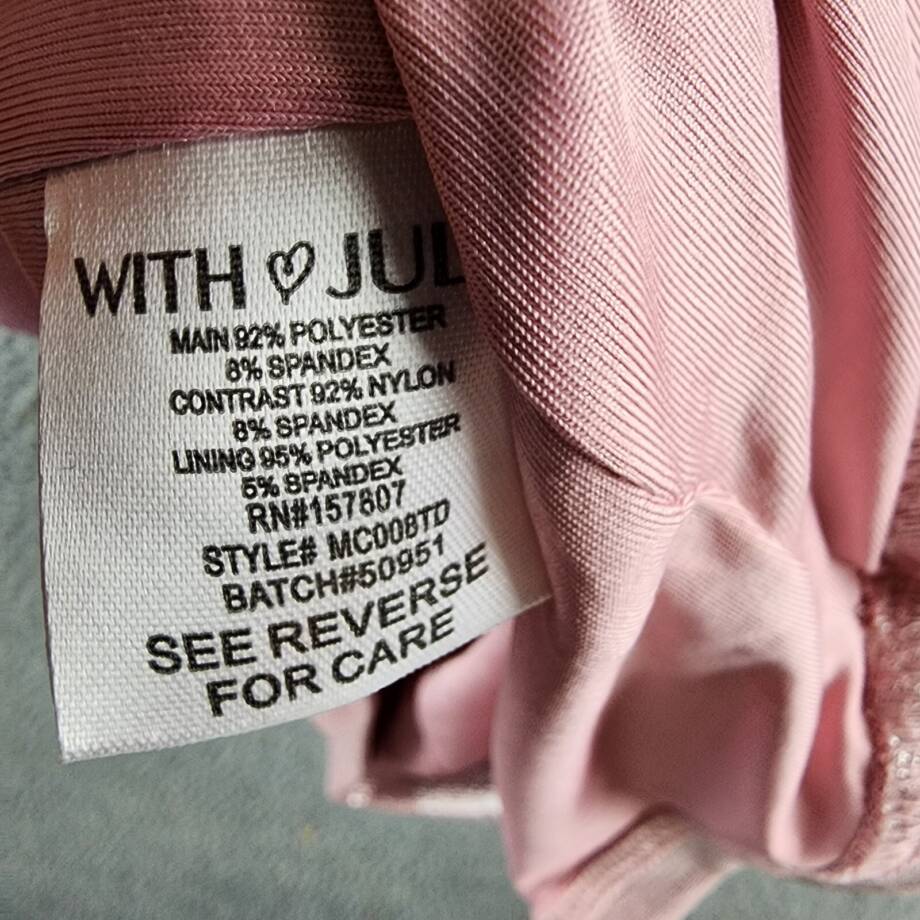 WITH ♡ JUL
MAIN 92% POLYESTER
8% SPANDEX
CONTRAST 92% NYLON
8% SPANDEX
LINING 95% POLYESTER
5% SPANDEX
RN#157807
STYLE# MC008TD
BATCH#50951
SEE REVERSE
FOR CARE